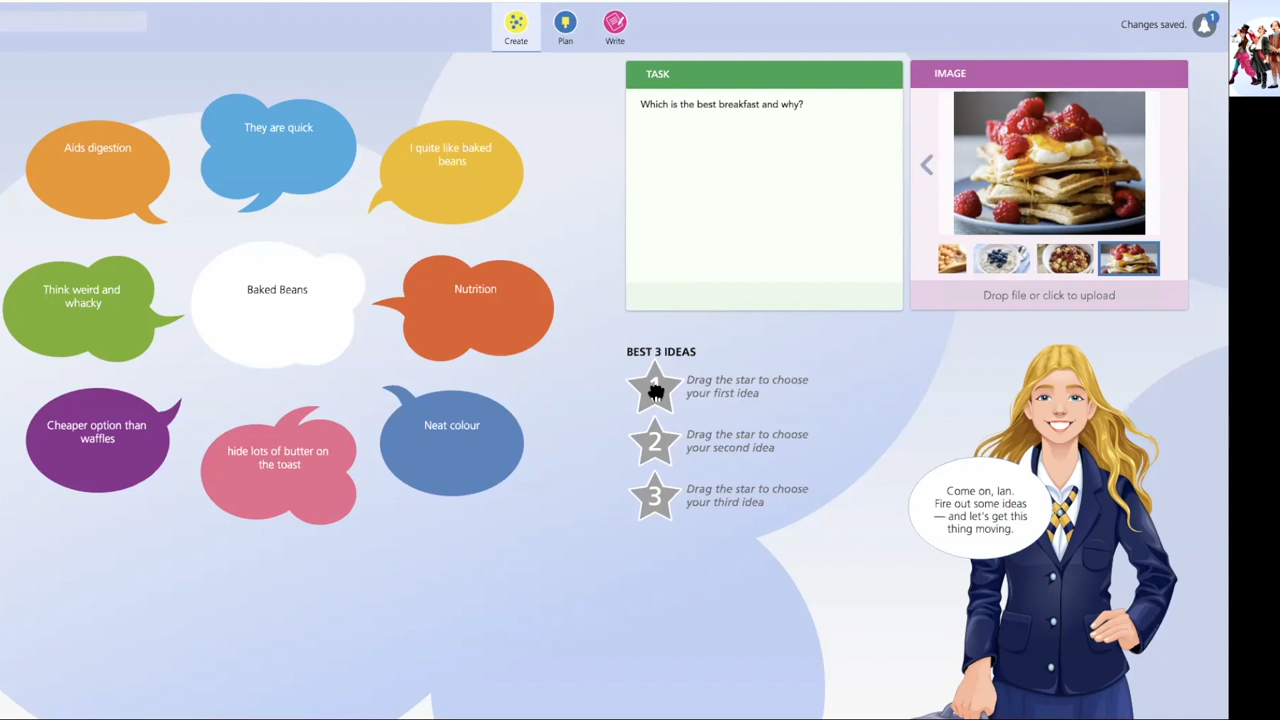 Create
Plan
Write
Changes saved.
1
Aids digestion
They are quick
I quite like baked
beans
Think weird and
whacky
Baked Beans
Nutrition
Cheaper option than
waffles
hide lots of butter on
the toast
Neat colour
TASK
Which is the best breakfast and why?
IMAGE
Drop file or click to upload
BEST 3 IDEAS
1
Drag the star to choose
your first idea
2
Drag the star to choose
your second idea
3
Drag the star to choose
your third idea
Come on, Ian.
Fire out some ideas
— and let's get this
thing moving.